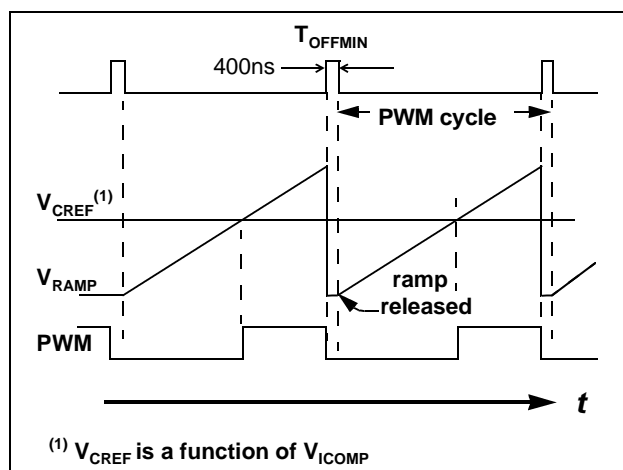 TOFFMIN
400ns
PWM cycle
VCREF(1)
VRAMP
ramp
released
PWM
t
(1) VCREF is a function of VICOMP